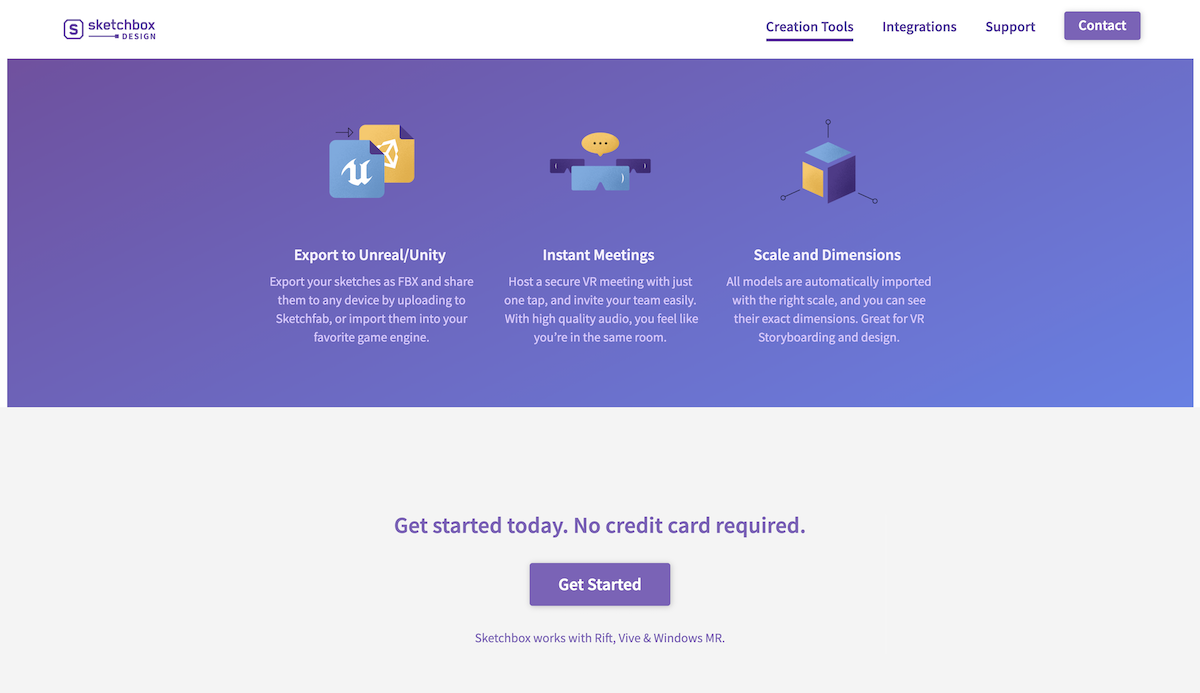 S sketchbox
DESIGN
Creation Tools
Integrations
Support
Contact
Export to Unreal/Unity
Export your sketches as FBX and share
them to any device by uploading to
Sketchfab, or import them into your
favorite game engine.
Instant Meetings
Host a secure VR meeting with just
one tap, and invite your team easily.
With high quality audio, you feel like
you’re in the same room.
Scale and Dimensions
All models are automatically imported
with the right scale, and you can see
their exact dimensions. Great for VR
Storyboarding and design.
Get started today. No credit card required.
Get Started
Sketchbox works with Rift, Vive & Windows MR.